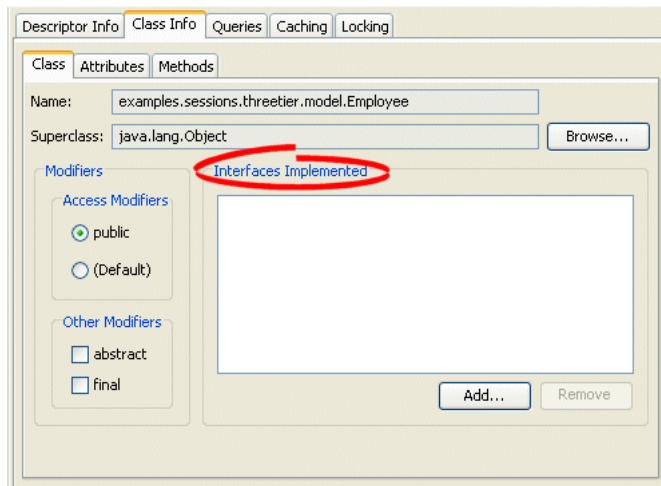 Descriptor Info Class Info Queries Caching Locking
Class Attributes Methods
Name: examples.sessions.threetier.model.Employee
Superclass: java.lang.Object Browse...
Modifiers Interfaces Implemented
Access Modifiers
public
(Default)
Other Modifiers
abstract
final
Add... Remove